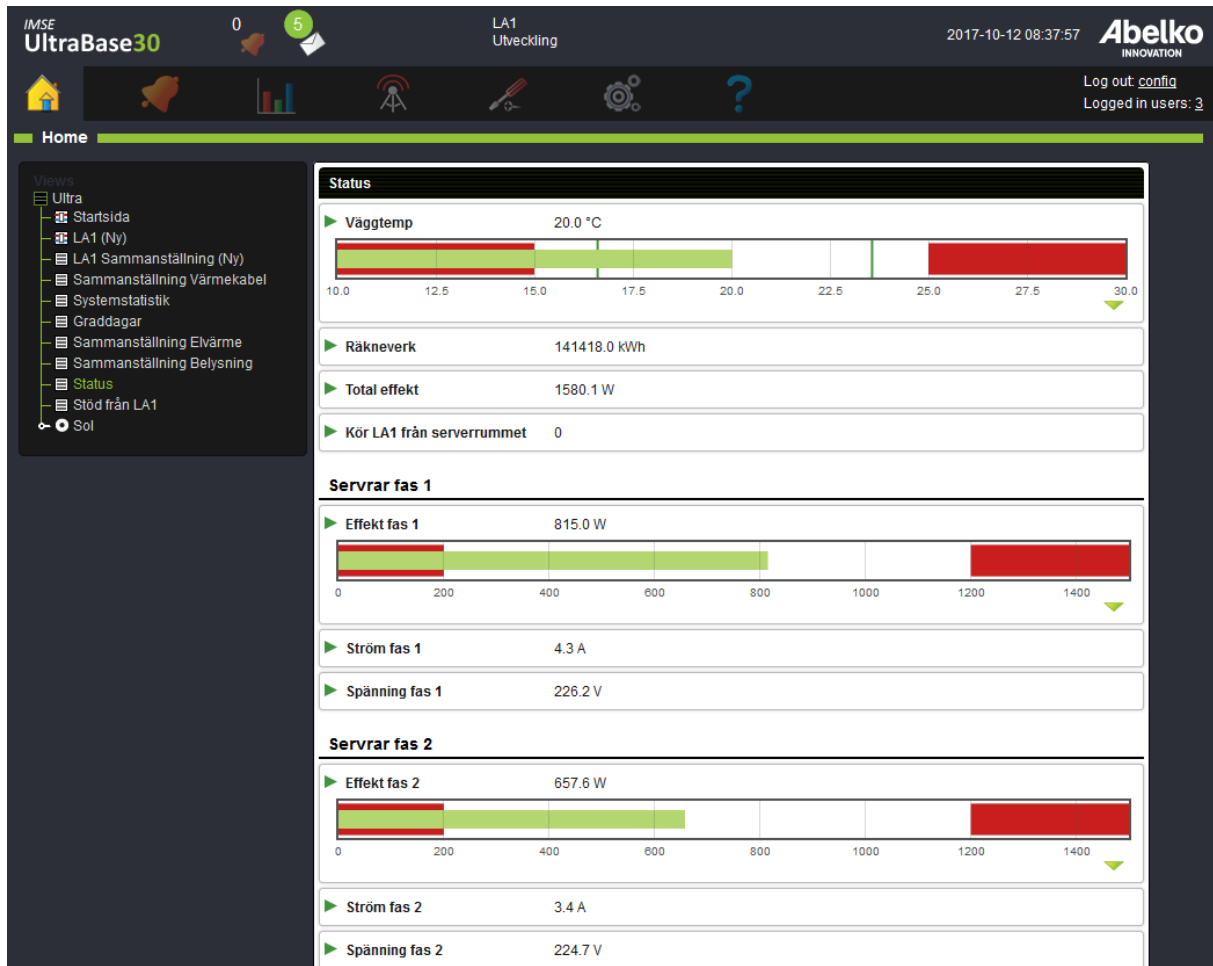 IMSE
UltraBase30
0
5
LA1
Utveckling
2017-10-12 08:37:57
Abelko
INNOVATION
Log out: config
Logged in users: 3
Home
Views
Ultra
Startsida
LA1 (Ny)
LA1 Sammanställning (Ny)
Sammanställning Värmekabel
Systemstatistik
Graddagar
Sammanställning Elvärme
Sammanställning Belysning
Status
Stöd från LA1
Sol
Status
Väggtemp 20.0 °C
10.0 12.5 15.0 17.5 20.0 22.5 25.0 27.5 30.0
Räkneverk 141418.0 kWh
Total effekt 1580.1 W
Kör LA1 från serverrummet 0
Servrar fas 1
Effekt fas 1 815.0 W
0 200 400 600 800 1000 1200 1400
Ström fas 1 4.3 A
Spänning fas 1 226.2 V
Servrar fas 2
Effekt fas 2 657.6 W
0 200 400 600 800 1000 1200 1400
Ström fas 2 3.4 A
Spänning fas 2 224.7 V